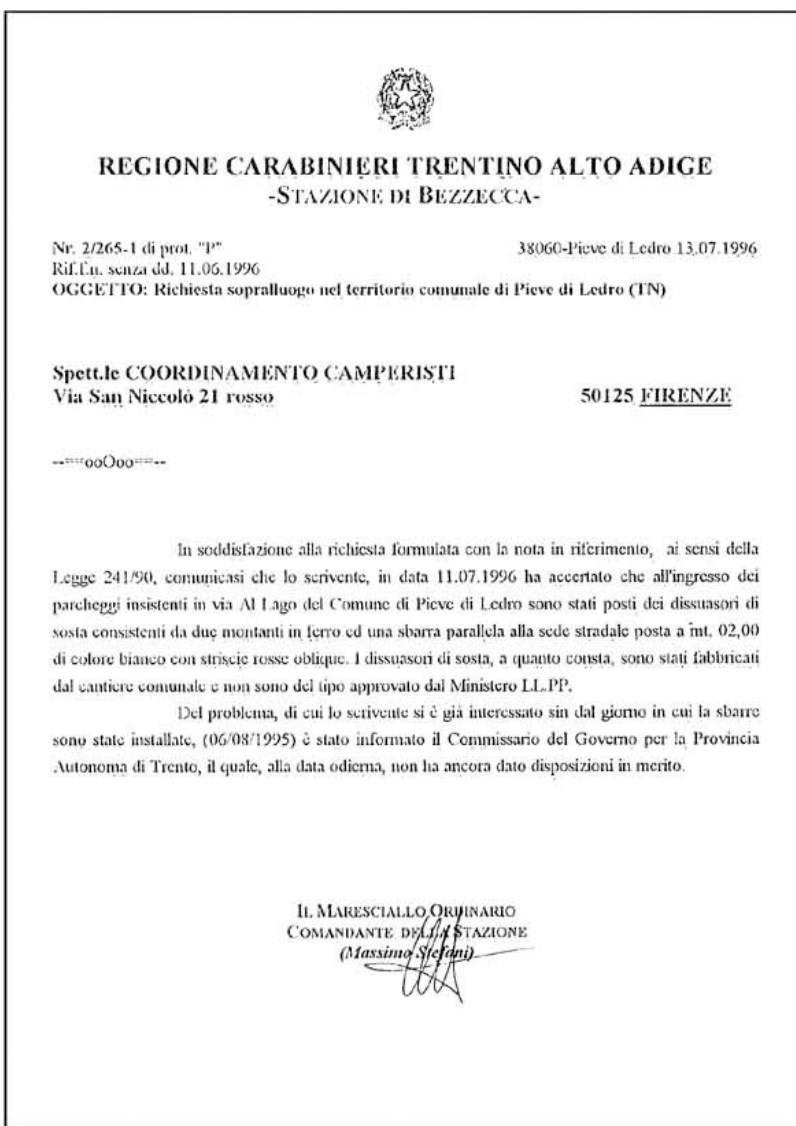 REGIONE CARABINIERI TRENTINO ALTO ADIGE
-STAZIONE DI BEZZECCA-
Nr. 2/265-1 di prot. "P"
38060-Pieve di Ledro 13.07.1996
Rif.f.n. senza dd. 11.06.1996
OGGETTO: Richiesta sopralluogo nel territorio comunale di Pieve di Ledro (TN)
Spett.le COORDINAMENTO CAMPERISTI
Via San Niccolò 21 rosso
50125 FIRENZE
--==ooOoo==--
In soddisfazione alla richiesta formulata con la nota in riferimento, ai sensi della
Legge 241/90, comunicasi che lo scrivente, in data 11.07.1996 ha accertato che all'ingresso dei
parcheggi insistenti in via Al Lago del Comune di Pieve di Ledro sono stati posti dei dissuasori di
sosta consistenti da due montanti in ferro ed una sbarra parallela alla sede stradale posta a mt. 02,00
di colore bianco con striscie rosse oblique. I dissuasori di sosta, a quanto consta, sono stati fabbricati
dal cantiere comunale e non sono del tipo approvato dal Ministero LL.PP.
Del problema, di cui lo scrivente si è già interessato sin dal giorno in cui la sbarre
sono state installate, (06/08/1995) è stato informato il Commissario del Governo per la Provincia
Autonoma di Trento, il quale, alla data odierna, non ha ancora dato disposizioni in merito.
IL MARESCIALLO ORDINARIO
COMANDANTE DELLA STAZIONE
(Massimo Stefani)